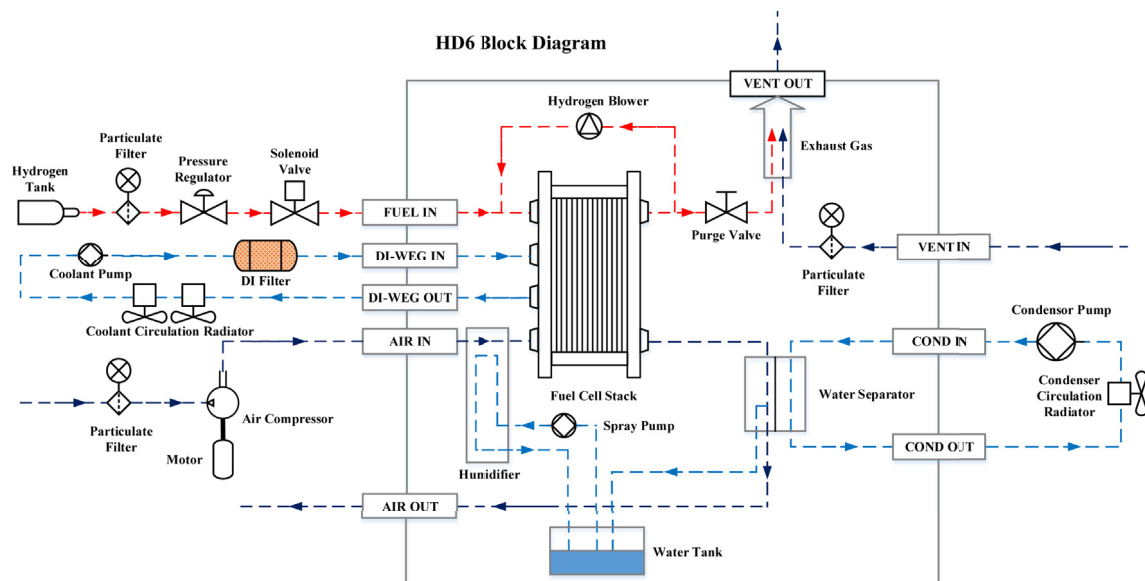 HD6 Block Diagram
VENT OUT
Hydrogen Blower
Particulate
Filter
Solenoid
Valve
Pressure
Regulator
Hydrogen
Tank
Exhaust Gas
FUEL IN
Purge Valve
VENT IN
DI-WEG IN
Coolant Pump
DI Filter
Particulate
Filter
DI-WEG OUT
Condensor Pump
Coolant Circulation Radiator
AIR IN
COND IN
Water Separator
Condenser
Circulation
Radiator
Fuel Cell Stack
Air Compressor
Spray Pump
Particulate
Filter
COND OUT
Motor
Humidifier
AIR OUT
Water Tank